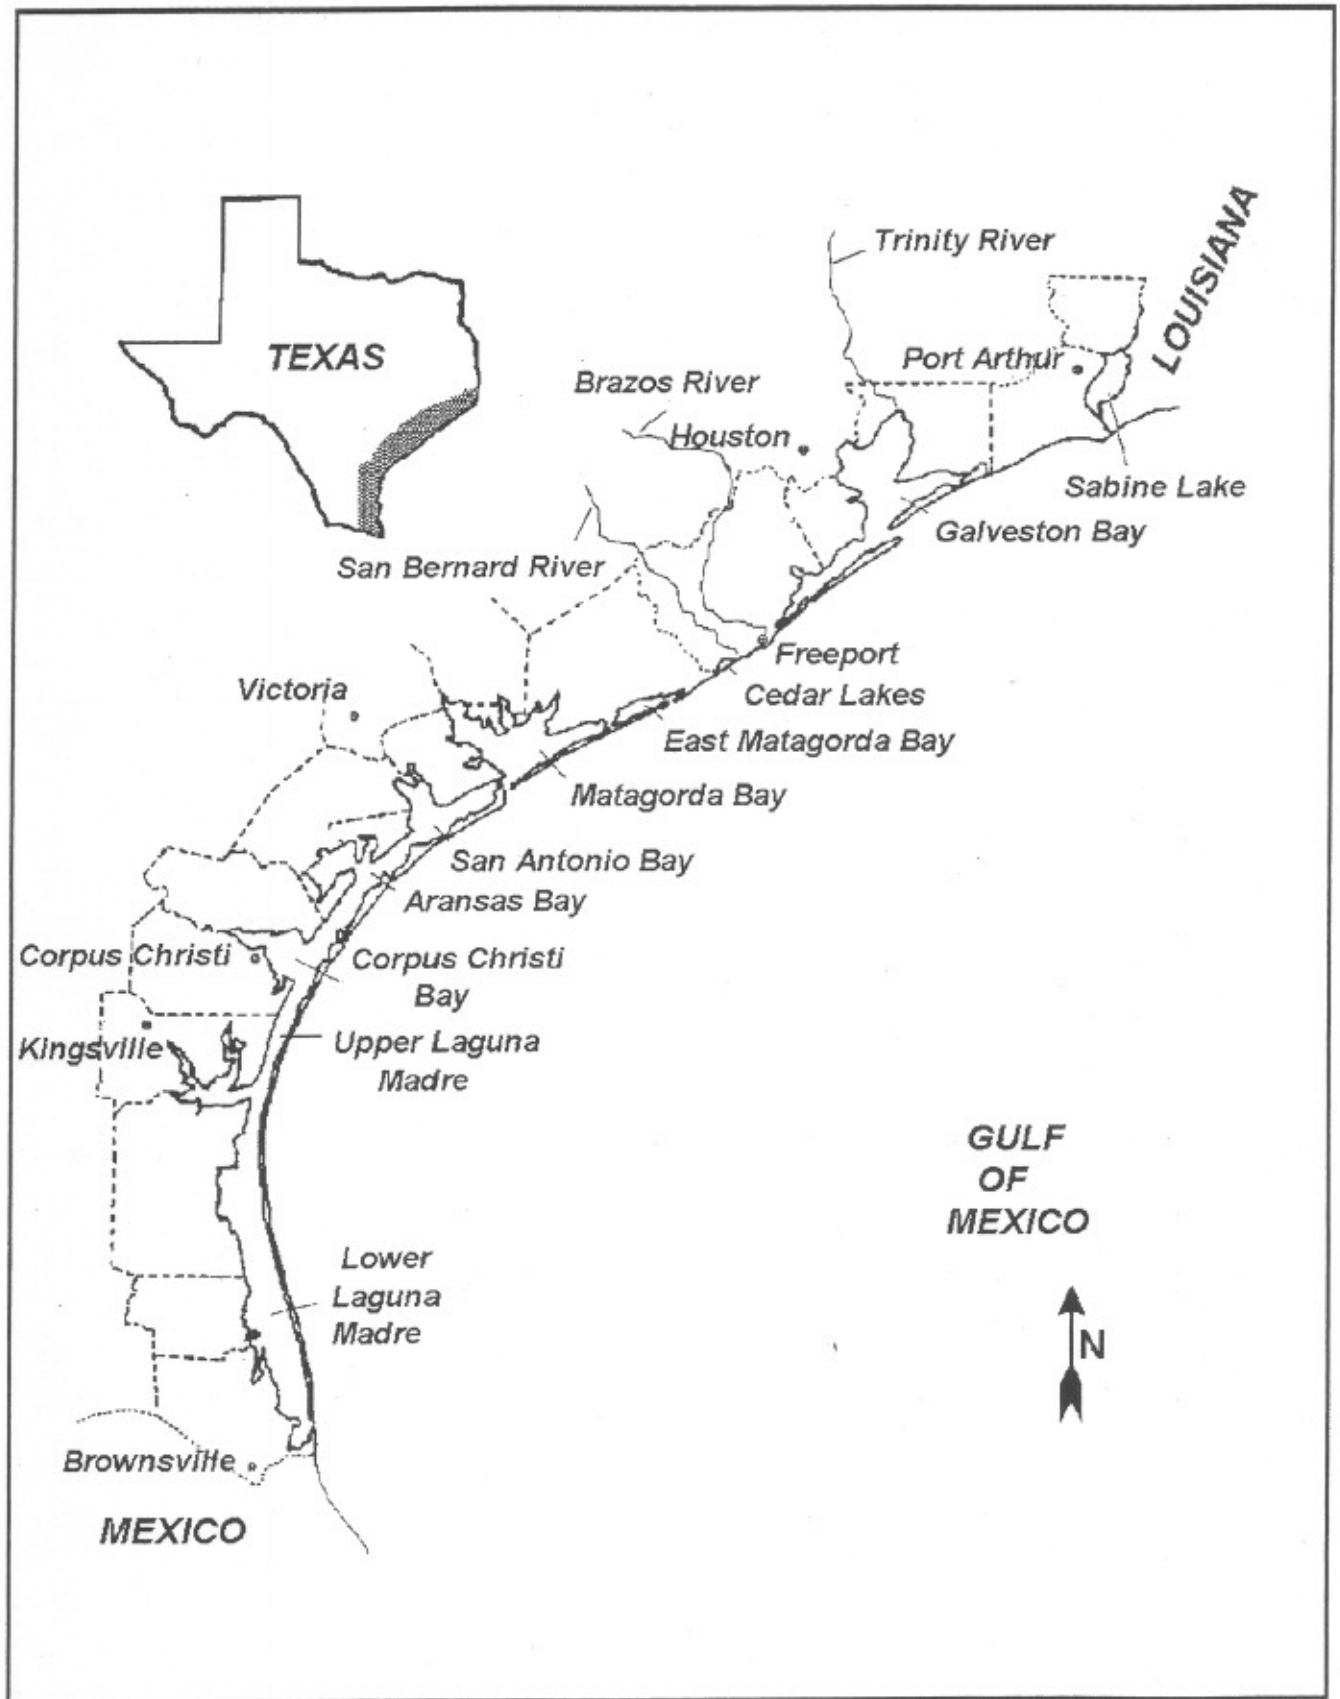 Trinity River
LOUISIANA
TEXAS
Port Arthur
Brazos River
Houston
Sabine Lake
Galveston Bay
San Bernard River
Freeport
Victoria
Cedar Lakes
East Matagorda Bay
Matagorda Bay
San Antonio Bay
Aransas Bay
Corpus Christi
Corpus Christi
Bay
Kingsville
Upper Laguna
Madre
GULF
OF
MEXICO
Lower
Laguna
Madre
N
Brownsville
MEXICO